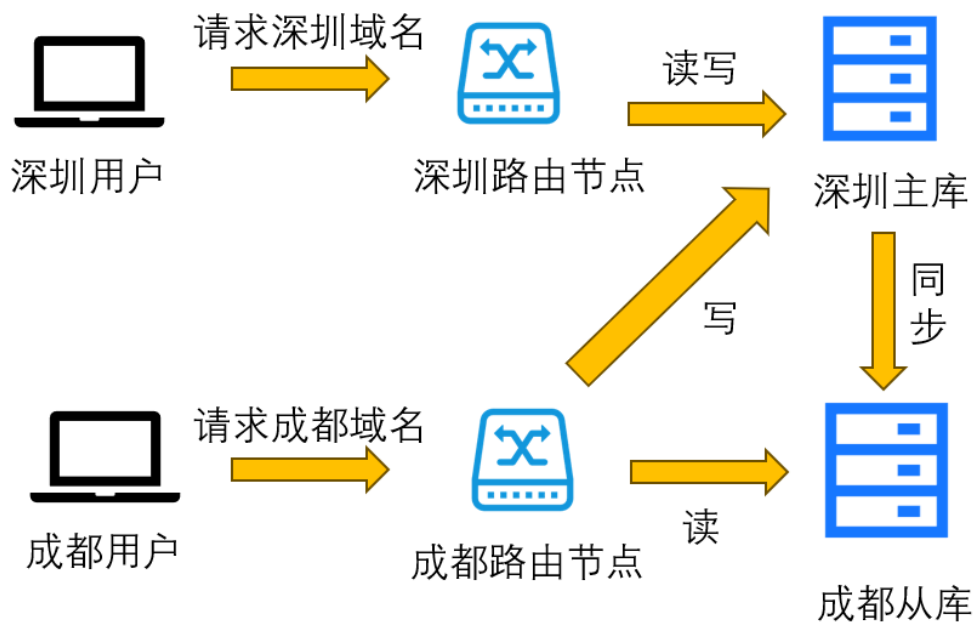 请求深圳域名
读写
深圳用户
深圳路由节点
深圳主库
写
同
步
请求成都域名
读
成都用户
成都路由节点
成都从库